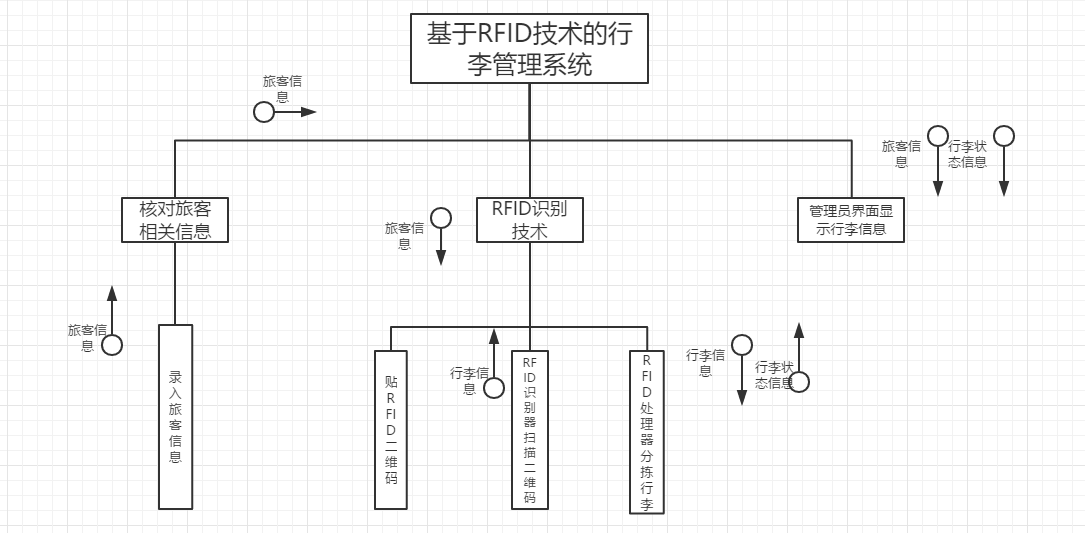 基于RFID技术的行
李管理系统
旅客信
息
旅客信
息
行李状
态信息
核对旅客
相关信息
RFID识别
技术
管理员界面显
示行李信息
旅客信
息
旅客信
息
录
入
旅
客
信
息
贴
R
FI
D
二
维
码
行李信
息
RF
ID
识
别
器
扫
描
二
维
码
R
FI
D
处
理
器
分
拣
行
李
行李信
息
行李状
态信息